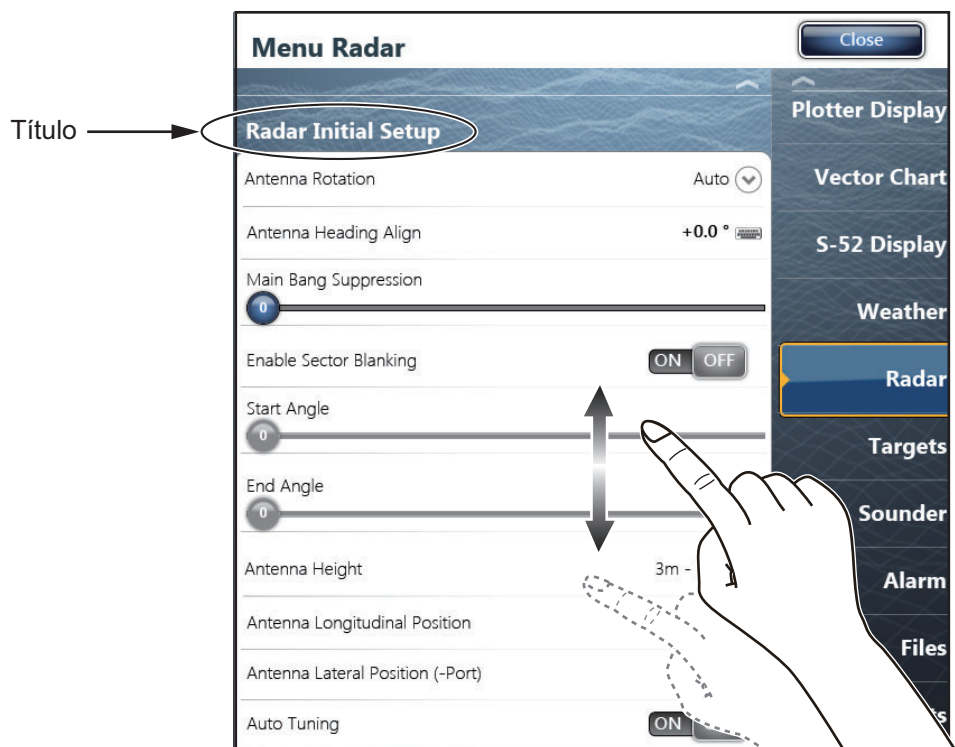 Menu Radar
Close
Título
Radar Initial Setup
Antenna Rotation
Auto
Antenna Heading Align
+0.0 °
Main Bang Suppression
0
Enable Sector Blanking
ON OFF
Start Angle
0
End Angle
0
Antenna Height
3m -
Antenna Longitudinal Position
Antenna Lateral Position (-Port)
Auto Tuning
ON
Plotter Display
Vector Chart
S-52 Display
Weather
Radar
Targets
Sounder
Alarm
Files